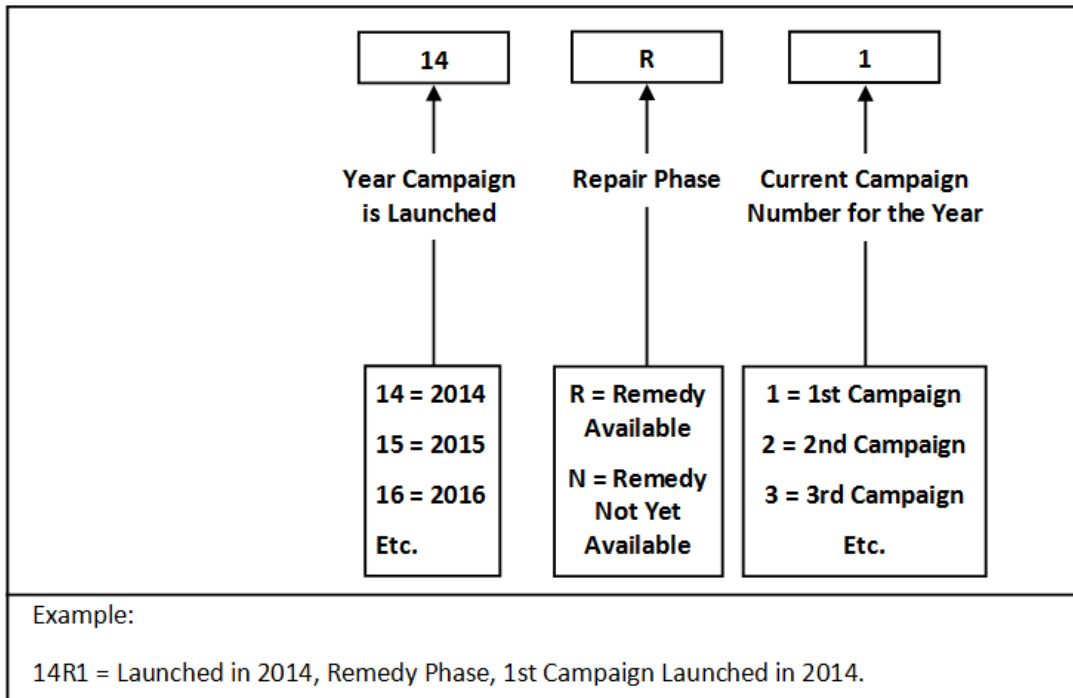 14
R
1
Year Campaign
is Launched
Repair Phase
Current Campaign
Number for the Year
14 = 2014
15 = 2015
16 = 2016
Etc.
R = Remedy
Available
N = Remedy
Not Yet
Available
1 = 1st Campaign
2 = 2nd Campaign
3 = 3rd Campaign
Etc.
Example:
14R1 = Launched in 2014, Remedy Phase, 1st Campaign Launched in 2014.